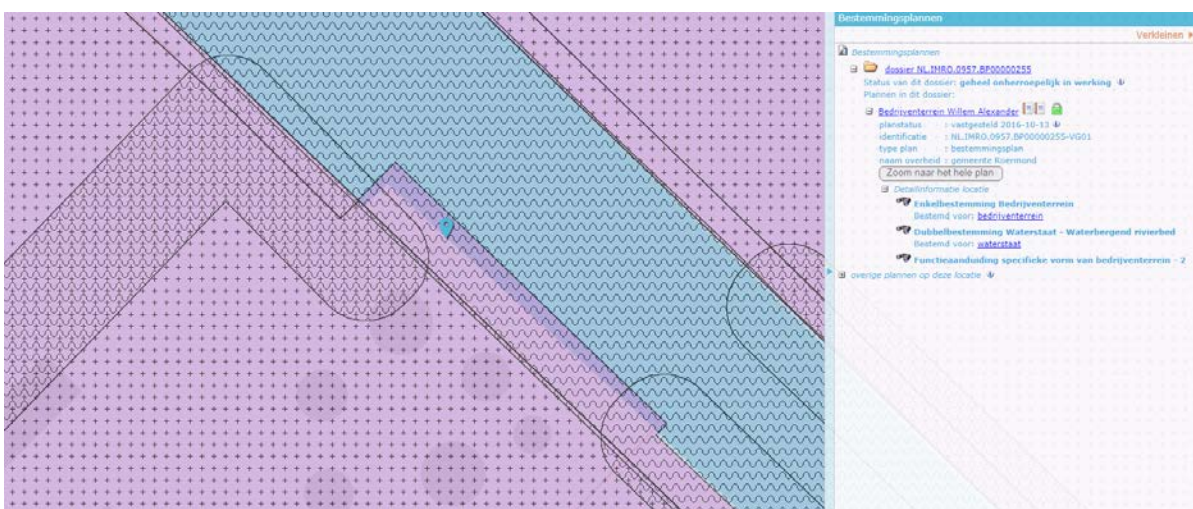 Bestemmingsplannen
Verkleinen
Bestemmingsplannen
dossier NL.IMRO.0957.BP00000255
Status van dit dossier: geheel onherroepelijk in werking
Plannen in dit dossier:
Bedrijventerrein Willem Alexander
planstatus : vastgesteld 2016-10-13
identificatie : NL.IMRO.0957.BP00000255-VG01
type plan : bestemmingsplan
naam overheid : gemeente Roermond
Zoom naar het hele plan
Detailinformatie locatie
Enkelbestemming Bedrijventerrein
Bestemd voor: bedrijventerrein
Dubbelbestemming Waterstaat - Waterbergend rivierbed
Bestemd voor: waterstaat
Functieaanduiding specifieke vorm van bedrijventerrein - 2
overige plannen op deze locatie